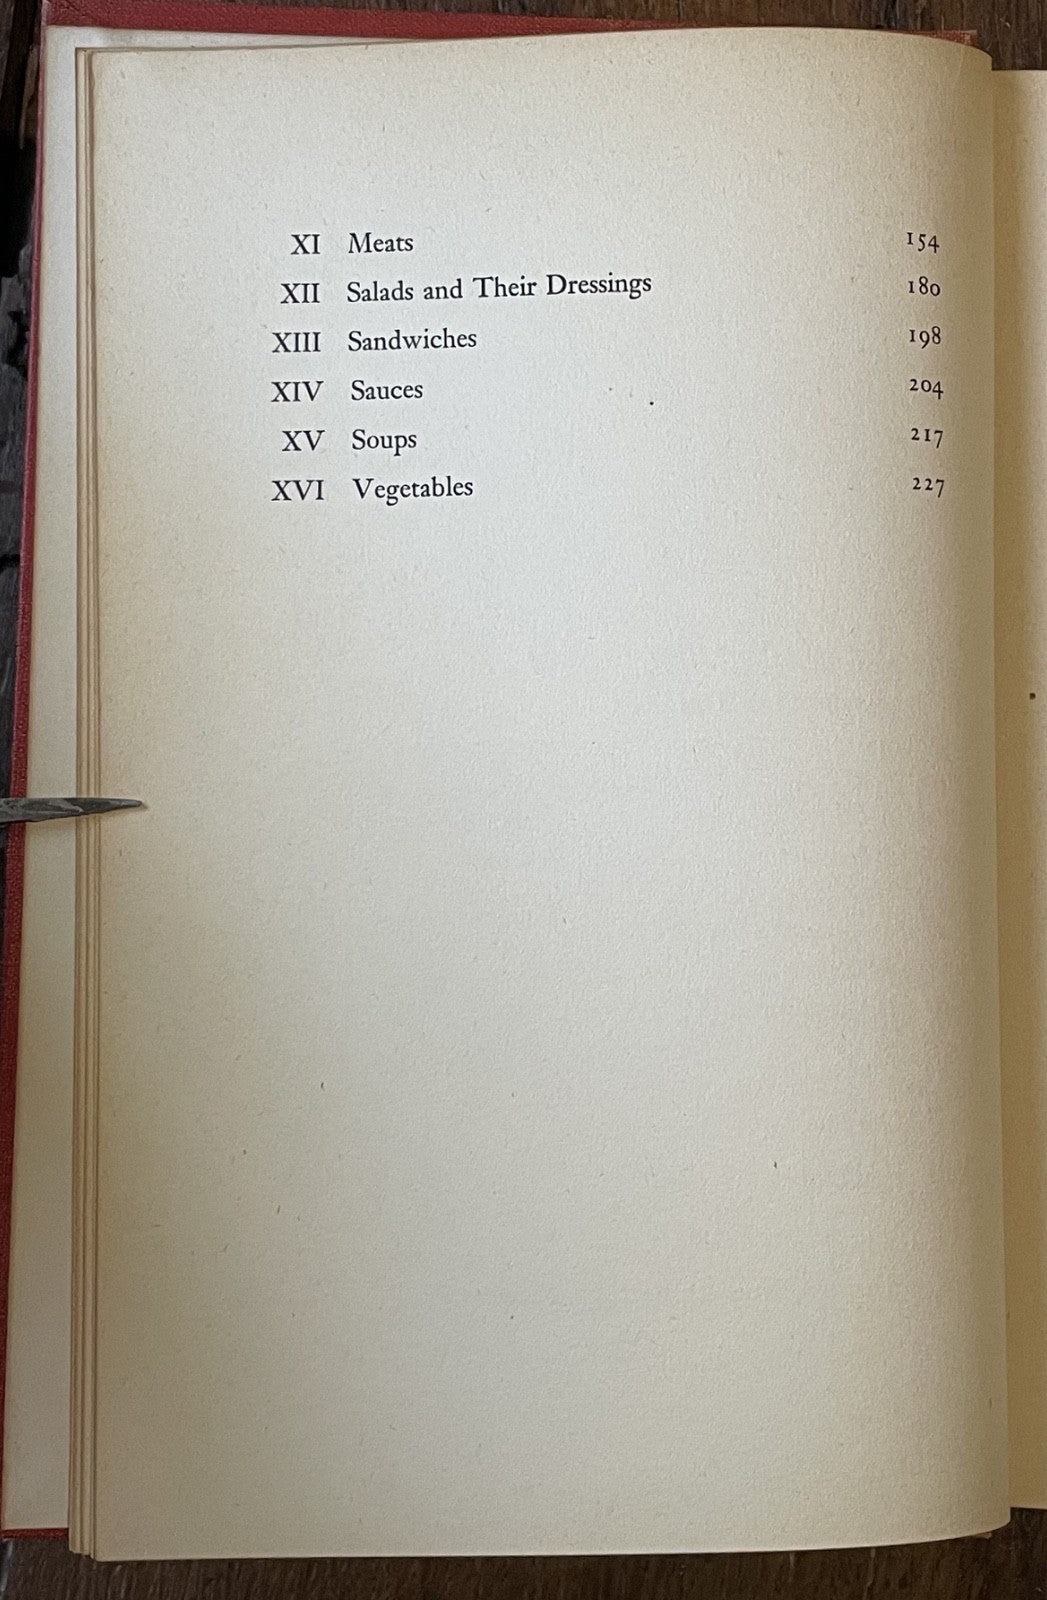 XI Meats 154
XII Salads and Their Dressings 180
XIII Sandwiches 198
XIV Sauces 204
XV Soups 217
XVI Vegetables 227